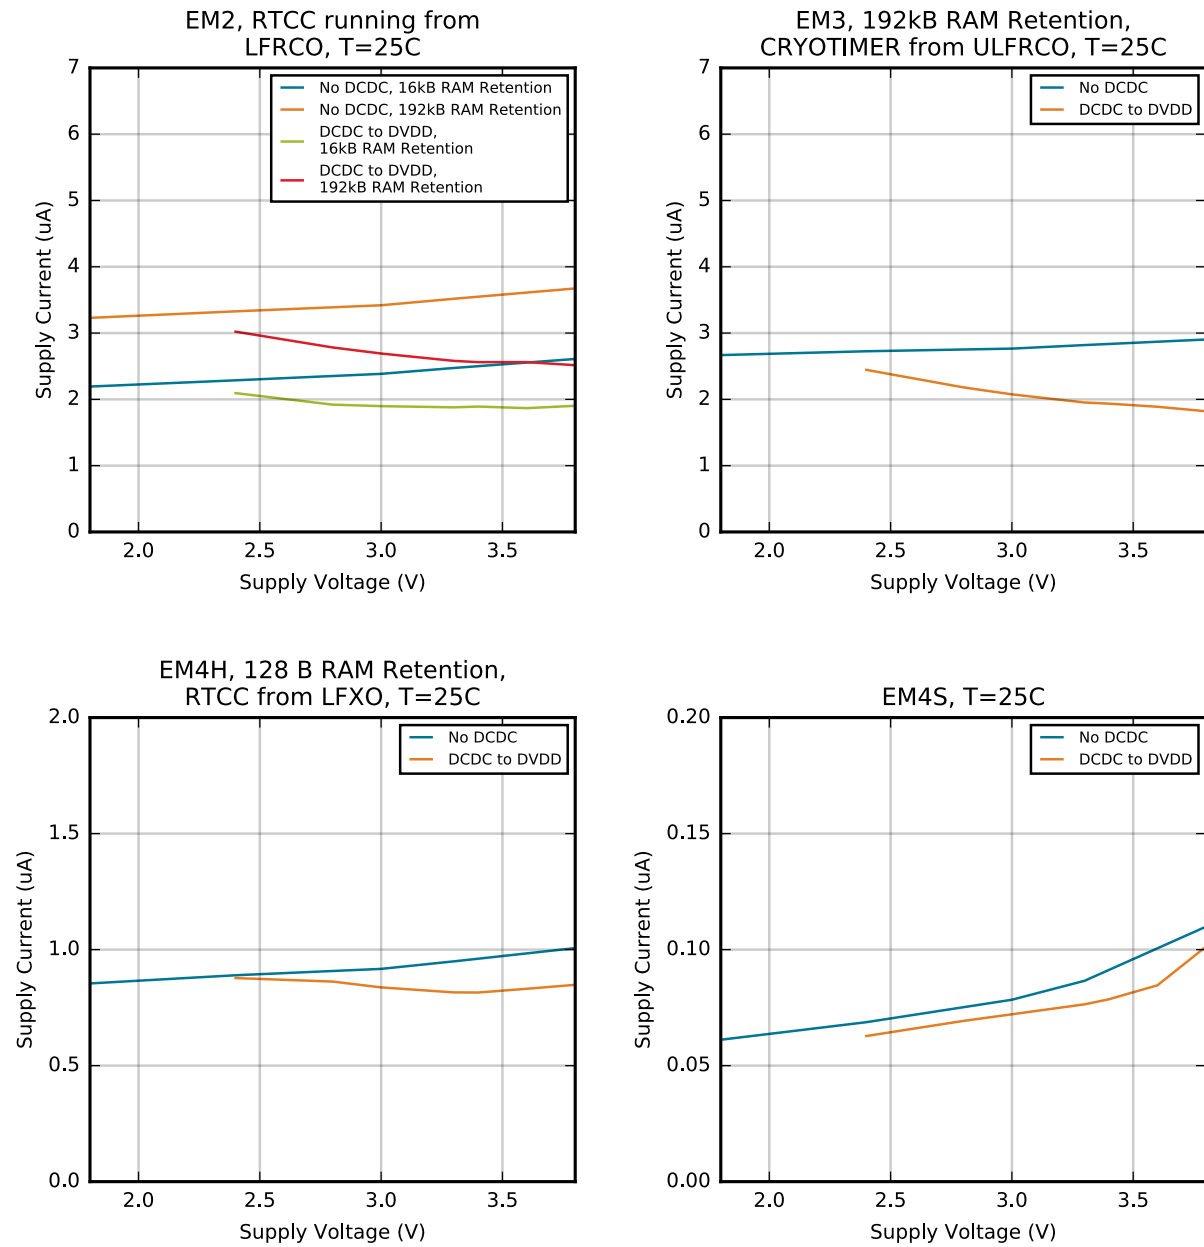 EM2, RTCC running from
LFRCO, T=25C
7
6
5
4
3
2
1
0
Supply Current (uA)
No DCDC, 16kB RAM Retention
No DCDC, 192kB RAM Retention
DCDC to DVDD,
16kB RAM Retention
DCDC to DVDD,
192kB RAM Retention
2.0 2.5 3.0 3.5
Supply Voltage (V)
EM3, 192kB RAM Retention,
CRYOTIMER from ULFRCO, T=25C
7
6
5
4
3
2
1
0
Supply Current (uA)
No DCDC
DCDC to DVDD
2.0 2.5 3.0 3.5
Supply Voltage (V)
EM4H, 128 B RAM Retention,
RTCC from LFXO, T=25C
2.0
1.5
1.0
0.5
0.0
Supply Current (uA)
No DCDC
DCDC to DVDD
2.0 2.5 3.0 3.5
Supply Voltage (V)
EM4S, T=25C
0.20
0.15
0.10
0.05
0.00
Supply Current (uA)
No DCDC
DCDC to DVDD
2.0 2.5 3.0 3.5
Supply Voltage (V)